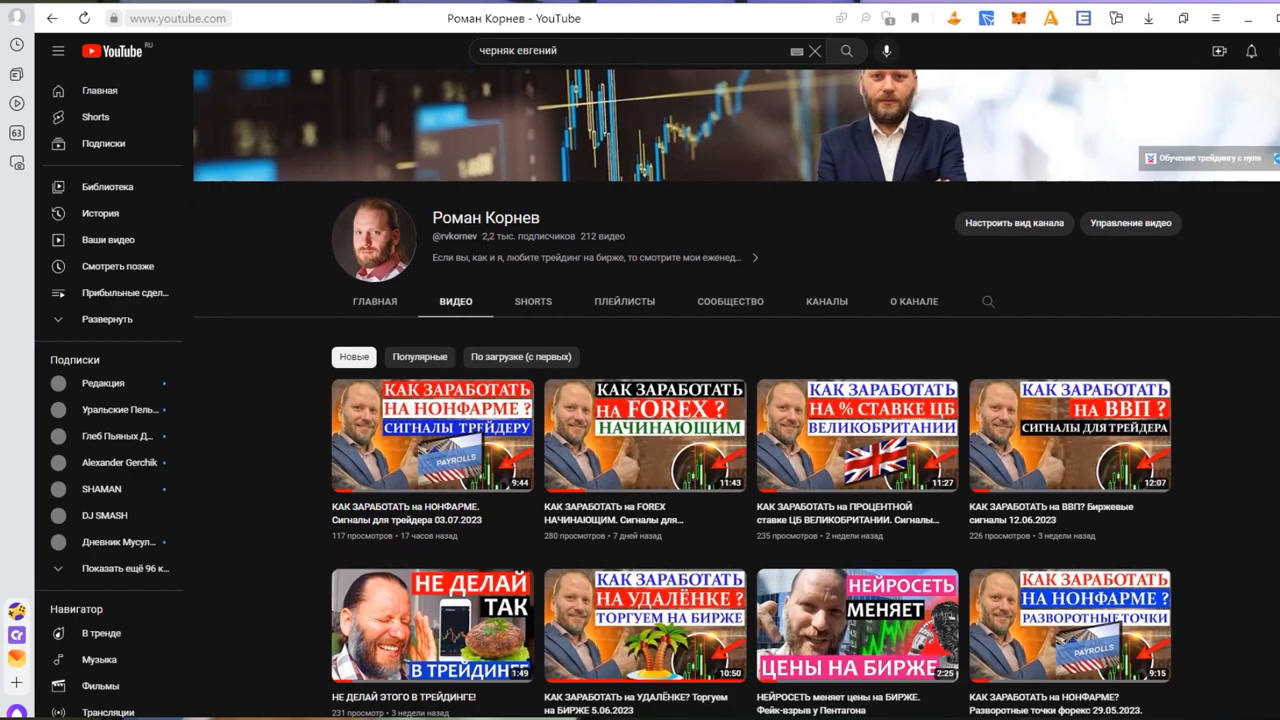 www.youtube.com
Роман Корнев - YouTube
1
63
YouTube RU
черняк евгений
Главная
Shorts
Подписки
Библиотека
История
Ваши видео
Смотреть позже
Прибыльные сдел...
Развернуть
Подписки
Редакция
Уральские Пель...
Глеб Пьяных Д...
Alexander Gerchik
SHAMAN
DJ SMASH
Дневник Мусул...
Показать ещё 96 к...
Навигатор
В тренде
Музыка
Фильмы
Трансляции
Обучение трейдингу с нуля
Роман Корнев
@rvkornev 2,2 тыс. подписчиков 212 видео
Если вы, как и я, любите трейдинг на бирже, то смотрите мои еженед...
Настроить вид канала
Управление видео
ГЛАВНАЯ ВИДЕО SHORTS ПЛЕЙЛИСТЫ СООБЩЕСТВО КАНАЛЫ О КАНАЛЕ
Новые Популярные По загрузке (с первых)
КАК ЗАРАБОТАТЬ
НА НОНФАРМЕ ?
СИГНАЛЫ ТРЕЙДЕРУ
PAYROLLS
9:44
КАК ЗАРАБОТАТЬ на НОНФАРМЕ.
Сигналы для трейдера 03.07.2023
117 просмотров • 17 часов назад
КАК ЗАРАБОТАТЬ
НА FOREX ?
НАЧИНАЮЩИМ
11:43
КАК ЗАРАБОТАТЬ на FOREX
НАЧИНАЮЩИМ. Сигналы для...
280 просмотров • 7 дней назад
КАК ЗАРАБОТАТЬ
НА % СТАВКЕ ЦБ
ВЕЛИКОБРИТАНИИ
11:27
КАК ЗАРАБОТАТЬ на ПРОЦЕНТНОЙ
ставке ЦБ ВЕЛИКОБРИТАНИИ. Сигналы...
235 просмотров • 2 недели назад
КАК ЗАРАБОТАТЬ
НА ВВП ?
СИГНАЛЫ ДЛЯ ТРЕЙДЕРА
12:07
КАК ЗАРАБОТАТЬ на ВВП? Биржевые
сигналы 12.06.2023
226 просмотров • 3 недели назад
НЕ ДЕЛАЙ
ТАК
В ТРЕЙДИНГЕ
1:49
НЕ ДЕЛАЙ ЭТОГО В ТРЕЙДИНГЕ!
231 просмотр • 3 недели назад
КАК ЗАРАБОТАТЬ
НА УДАЛЁНКЕ ?
ТОРГУЕМ НА БИРЖЕ
10:50
КАК ЗАРАБОТАТЬ на УДАЛЁНКЕ? Торгуем
на БИРЖЕ 5.06.2023
НЕЙРОСЕТЬ
МЕНЯЕТ
ЦЕНЫ НА БИРЖЕ
2:25
НЕЙРОСЕТЬ меняет цены на БИРЖЕ.
Фейк-взрыв у Пентагона
КАК ЗАРАБОТАТЬ
НА НОНФАРМЕ ?
РАЗВОРОТНЫЕ ТОЧКИ
PAYROLLS
9:15
КАК ЗАРАБОТАТЬ на НОНФАРМЕ?
Разворотные точки форекс 29.05.2023.